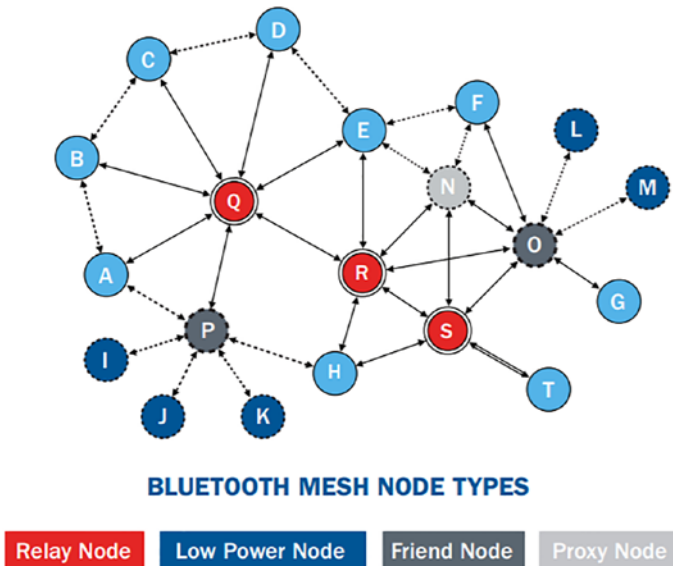 D
C
F
E
L
B
N
M
Q
O
R
A
G
P
S
I
H
T
J
K
BLUETOOTH MESH NODE TYPES
Relay Node Low Power Node Friend Node Proxy Node